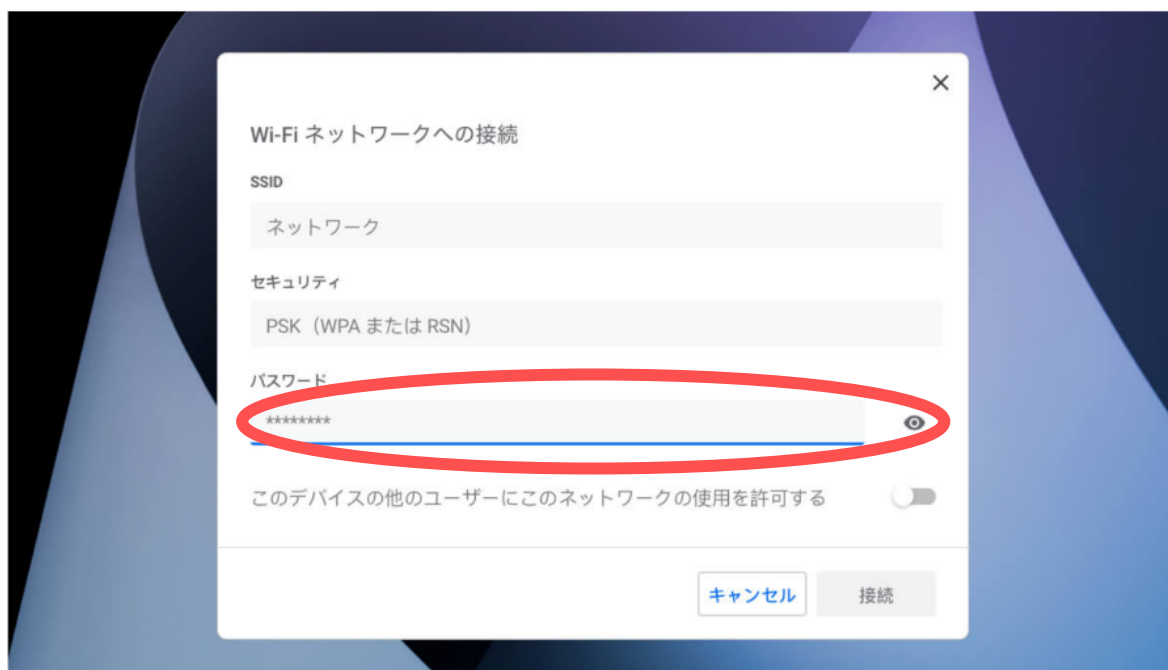 Wi-Fi ネットワークへの接続
SSID
ネットワーク
セキュリティ
PSK（WPA または RSN）
パスワード
********
このデバイスの他のユーザーにこのネットワークの使用を許可する
キャンセル
接続